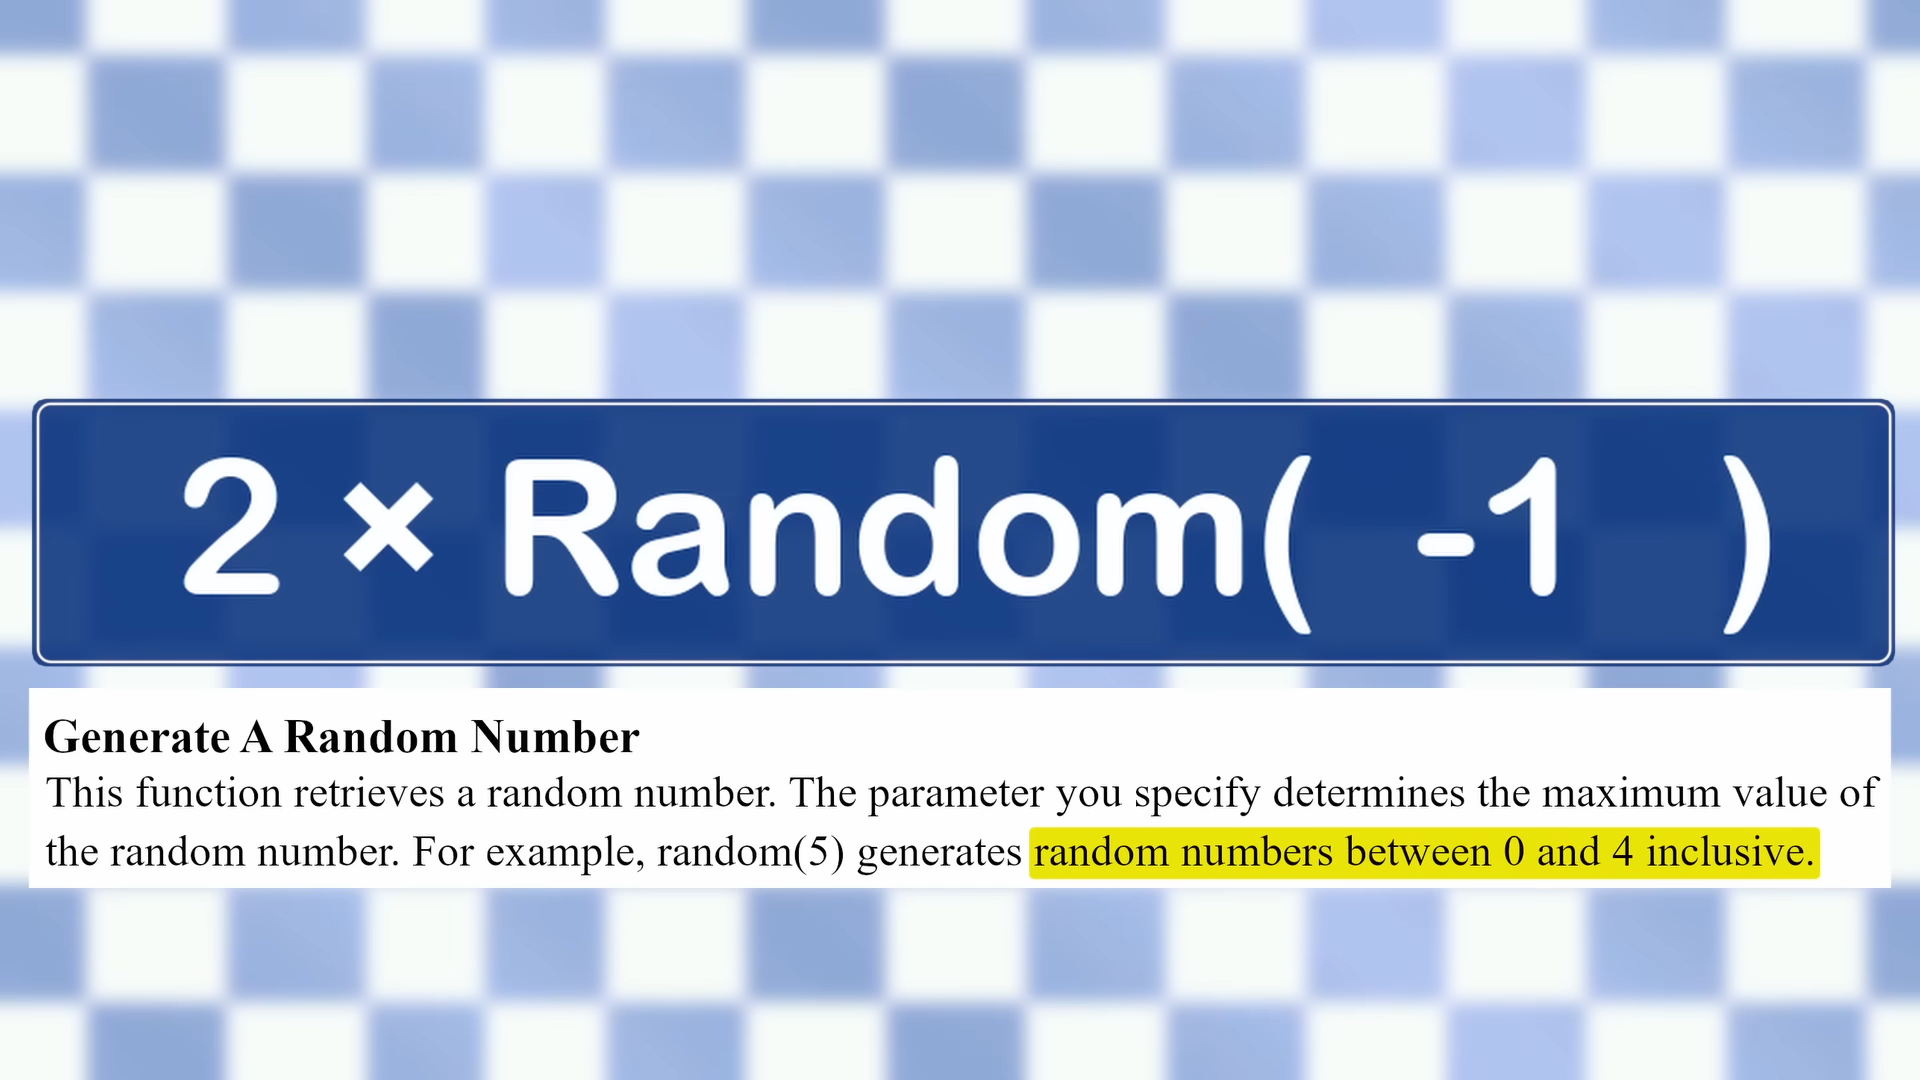 2 × Random( -1 )
Generate A Random Number
This function retrieves a random number. The parameter you specify determines the maximum value of
the random number. For example, random(5) generates random numbers between 0 and 4 inclusive.